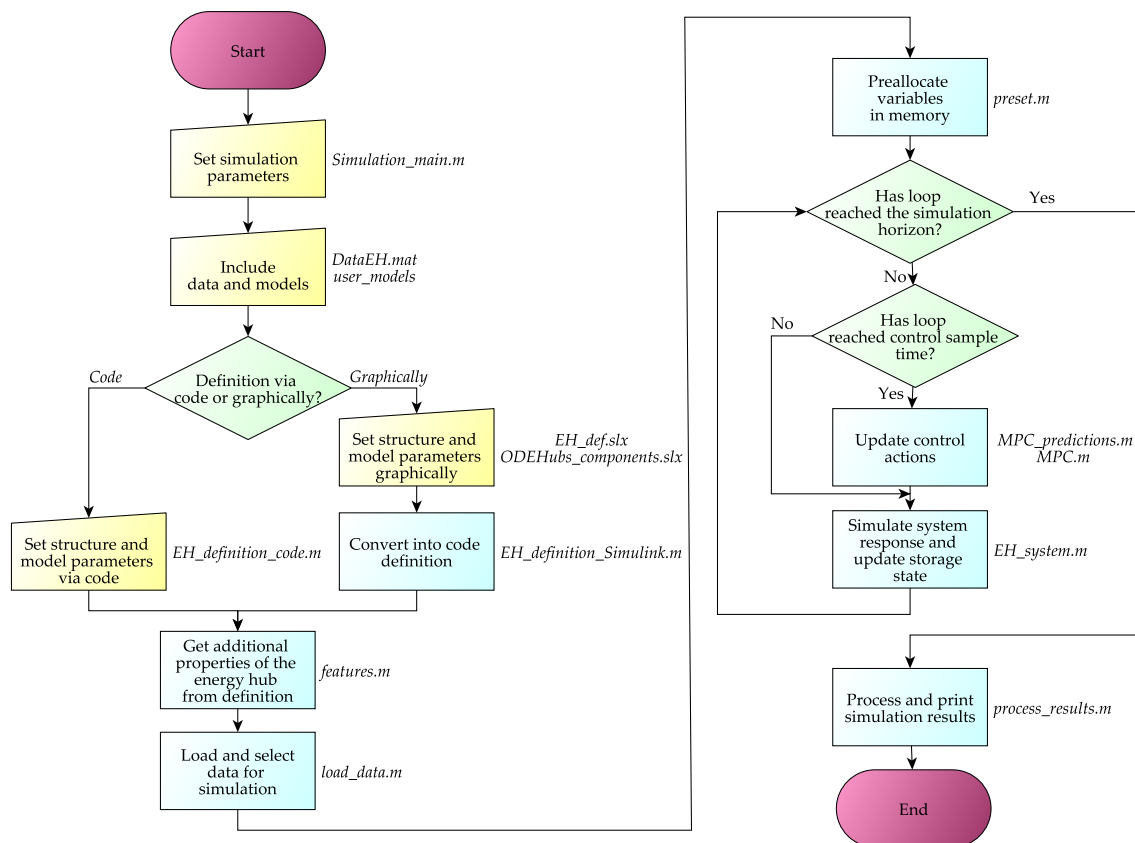 Start
Set simulation
parameters
Simulation_main.m
Include
data and models
DataEH.mat
user_models
Definition via
code or graphically?
Code
Graphically
Set structure and
model parameters
graphically
EH_def.slx
ODEHubs_components.slx
Set structure and
model parameters
via code
EH_definition_code.m
Convert into code
definition
EH_definition_Simulink.m
Get additional
properties of the
energy hub
from definition
features.m
Load and select
data for
simulation
load_data.m
Preallocate
variables
in memory
preset.m
Has loop
reached the simulation
horizon?
Yes
No
Has loop
reached control sample
time?
No
Yes
Update control
actions
MPC_predictions.m
MPC.m
Simulate system
response and
update storage
state
EH_system.m
Process and print
simulation results
process_results.m
End